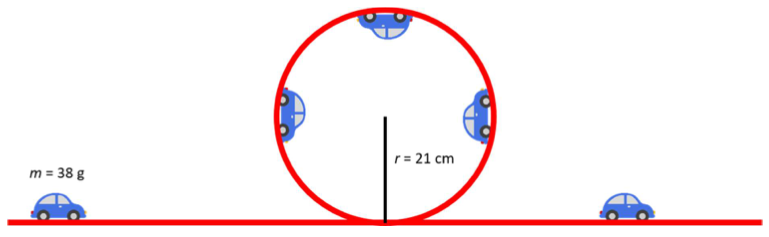 r = 21 cm
m = 38 g